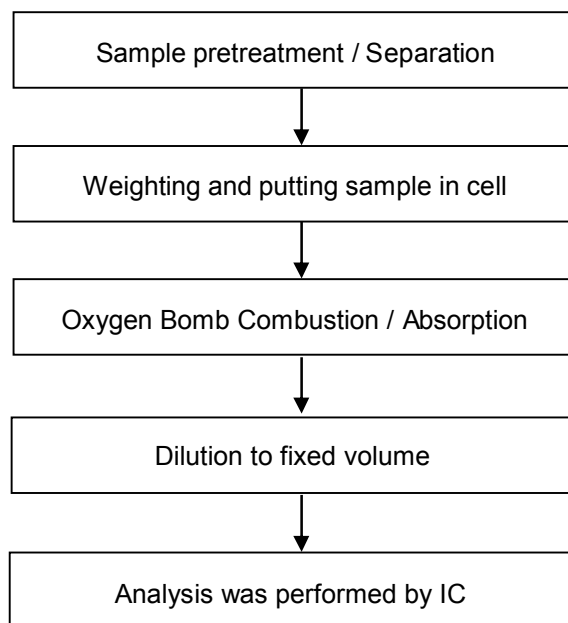 Sample pretreatment / Separation
Weighting and putting sample in cell
Oxygen Bomb Combustion / Absorption
Dilution to fixed volume
Analysis was performed by IC